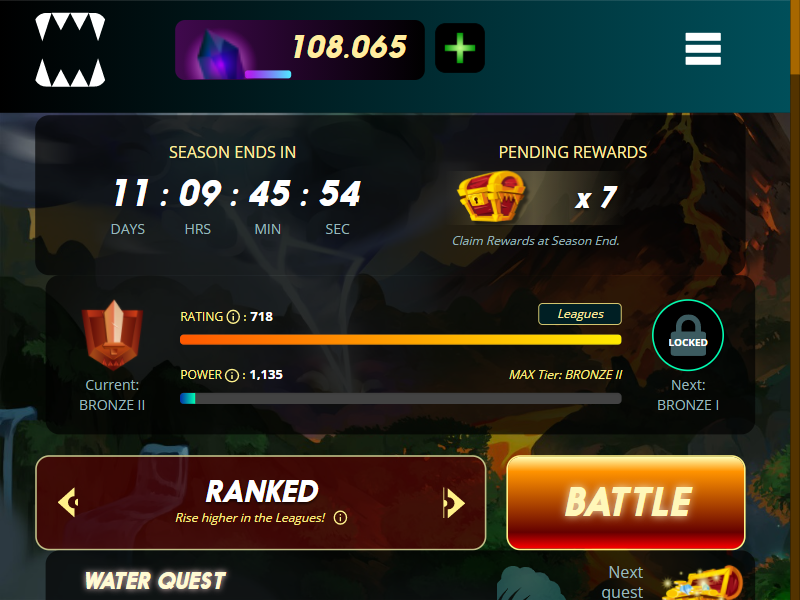 108.065
SEASON ENDS IN
11 : 09 : 45 : 54
DAYS HRS MIN SEC
PENDING REWARDS
x 7
Claim Rewards at Season End.
Current:
BRONZE II
RATING : 718
Leagues
POWER : 1,135
MAX Tier: BRONZE II
LOCKED
Next:
BRONZE I
RANKED
Rise higher in the Leagues!
BATTLE
WATER QUEST
Next
quest